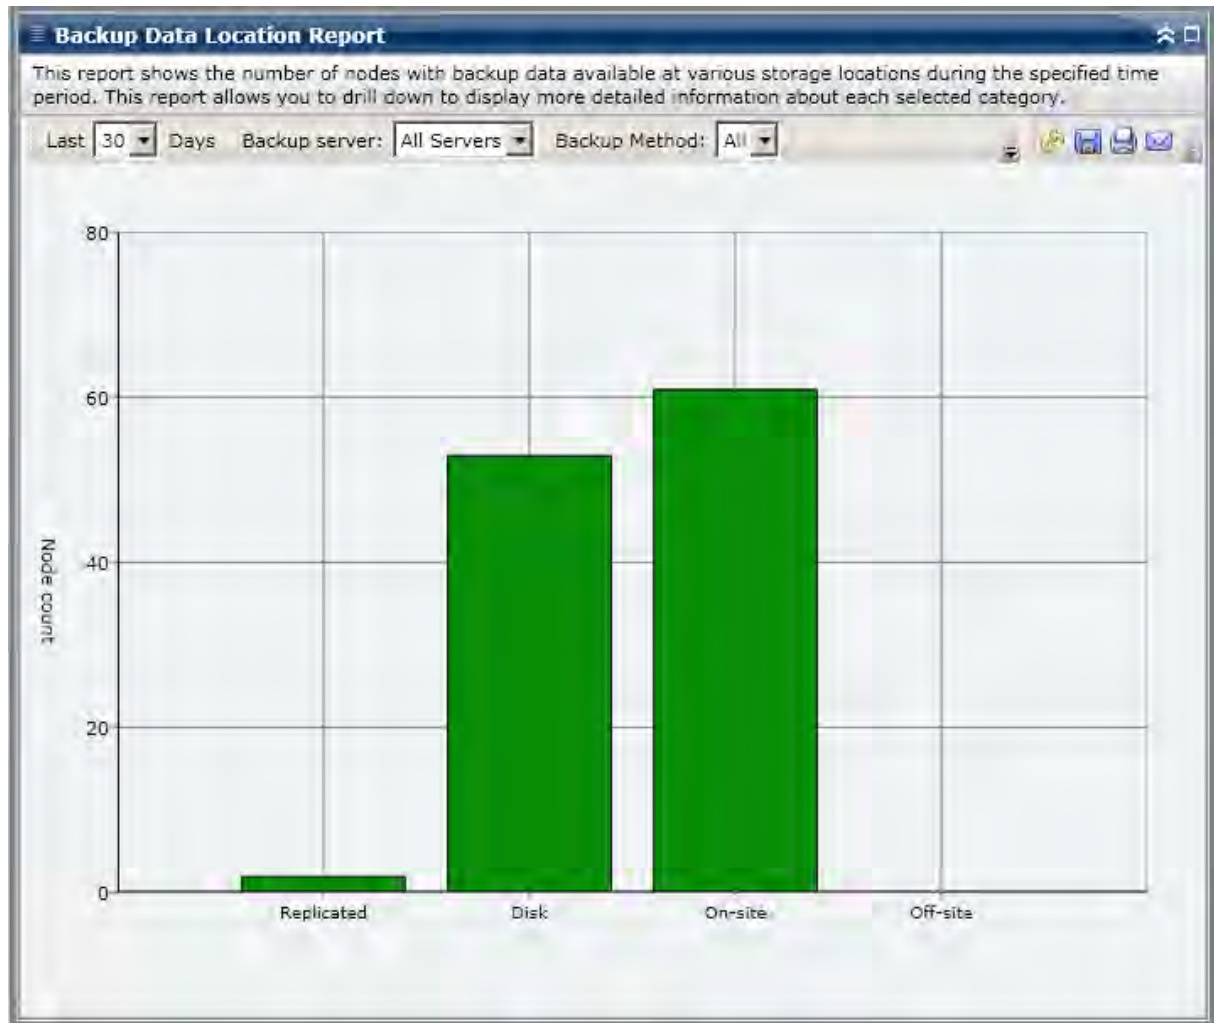 Backup Data Location Report
This report shows the number of nodes with backup data available at various storage locations during the specified time
period. This report allows you to drill down to display more detailed information about each selected category.
Last 30 Days Backup server: All Servers Backup Method: All
80
60
40
20
0
Node count
Replicated Disk On-site Off-site